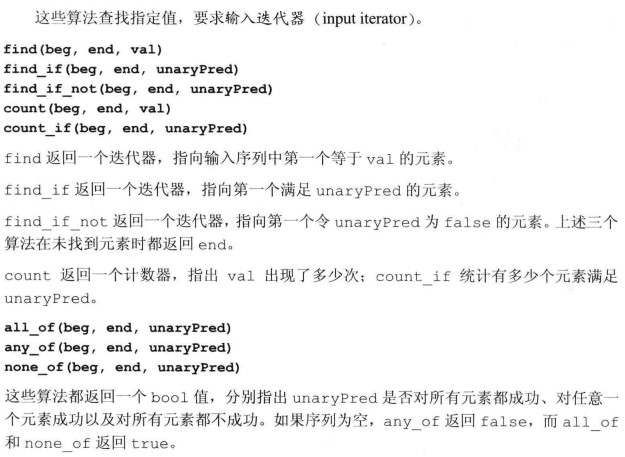 这些算法查找指定值，要求输入迭代器（input iterator）。
find(beg, end, val)
find_if(beg, end, unaryPred)
find_if_not(beg, end, unaryPred)
count(beg, end, val)
count_if(beg, end, unaryPred)
find 返回一个迭代器，指向输入序列中第一个等于 val 的元素。
find_if 返回一个迭代器，指向第一个满足 unaryPred 的元素。
find_if_not 返回一个迭代器，指向第一个令 unaryPred 为 false 的元素。上述三个
算法在未找到元素时都返回 end。
count 返回一个计数器，指出 val 出现了多少次；count_if 统计有多少个元素满足
unaryPred。
all_of(beg, end, unaryPred)
any_of(beg, end, unaryPred)
none_of(beg, end, unaryPred)
这些算法都返回一个 bool 值，分别指出 unaryPred 是否对所有元素都成功、对任意一
个元素成功以及对所有元素都不成功。如果序列为空，any_of 返回 false，而 all_of
和 none_of 返回 true。